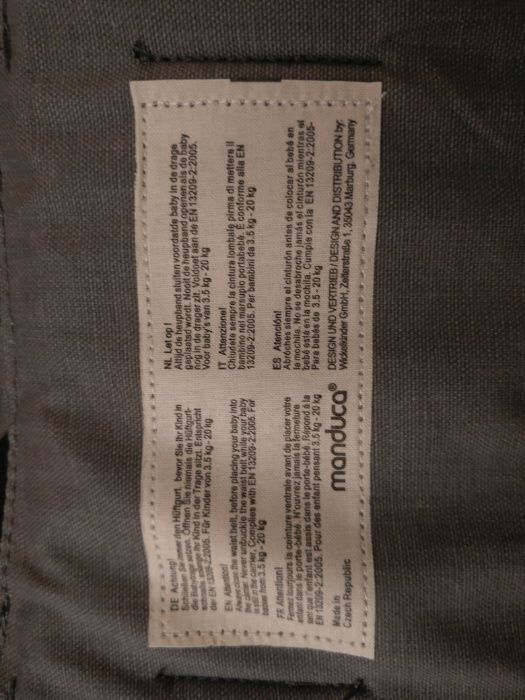 DE Achtung!
Schließen Sie immer den Hüftgurt, bevor Sie Ihr Kind in
die Babytrage setzen. Öffnen Sie niemals die Hüftgurt-
schnalle solange Ihr Kind in der Trage sitzt. Entspricht
der EN 13209-2:2005. Für Kinder von 3.5 kg - 20 kg
EN Attention!
Always close the waist belt, before placing your baby into
the carrier. Never unbuckle the waist belt while your baby
is still in the carrier. Complies with EN 13209-2:2005. For
babies from 3.5 kg - 20 kg
FR Attention!
Fermez toujours la ceinture ventrale avant de placer votre
enfant dans le porte-bébé. N'ouvrez jamais la fermeture
tant que l'enfant est assis dans le porte-bébé. Répond à la
EN 13209-2:2005. Pour des enfant pensant 3.5 kg - 20 kg
Made in
Czech Republic
manduca®
NL Let op!
Altijd de heupband sluiten voordat de baby in de drage
geplaatsd wordt. Nooit de heupband openen als de baby
nog in de drager zit. Voldoet aan de EN 13209-2:2005.
Voor baby's van 3.5 kg - 20 kg
IT Attenzione!
Chiudete sempre la cintura lombale pirma di mettere il
bambino nel marsupio portabebé. É conforme alla EN
13209-2:2005. Per bambini da 3.5 kg - 20 kg
ES Atención!
Abróches siempre el cinturón antes de colocar al bebé en
la mochila. No se desabroche jamás el cinturón mientras el
bebé esté en la mochila. Cumple con la EN 13209-2:2005-
Para bebés de 3.5 - 20 kg
DESIGN UND VERTRIEB / DESIGN AND DISTRIBUTION by:
Wickelkinder GmbH, Zeiterstraße 1, 35043 Marburg, Germany